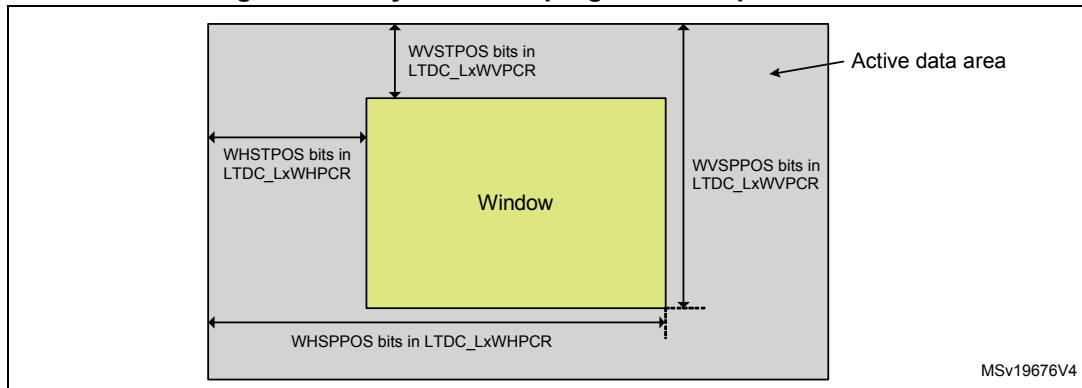 WVSTPOS bits in
LTDC_LxWVPCR
Active data area
WHSTPOS bits in
LTDC_LxWHPCR
WVSPPOS bits in
LTDC_LxWVPCR
Window
WHSPPOS bits in LTDC_LxWHPCR
MSv19676V4